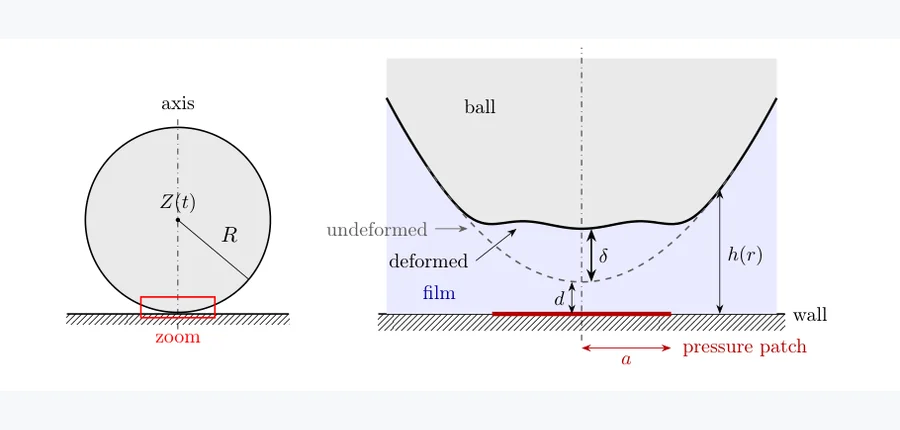 axis
Z(t)
R
zoom
ball
undeformed
deformed
film
δ
d
h(r)
wall
pressure patch
a